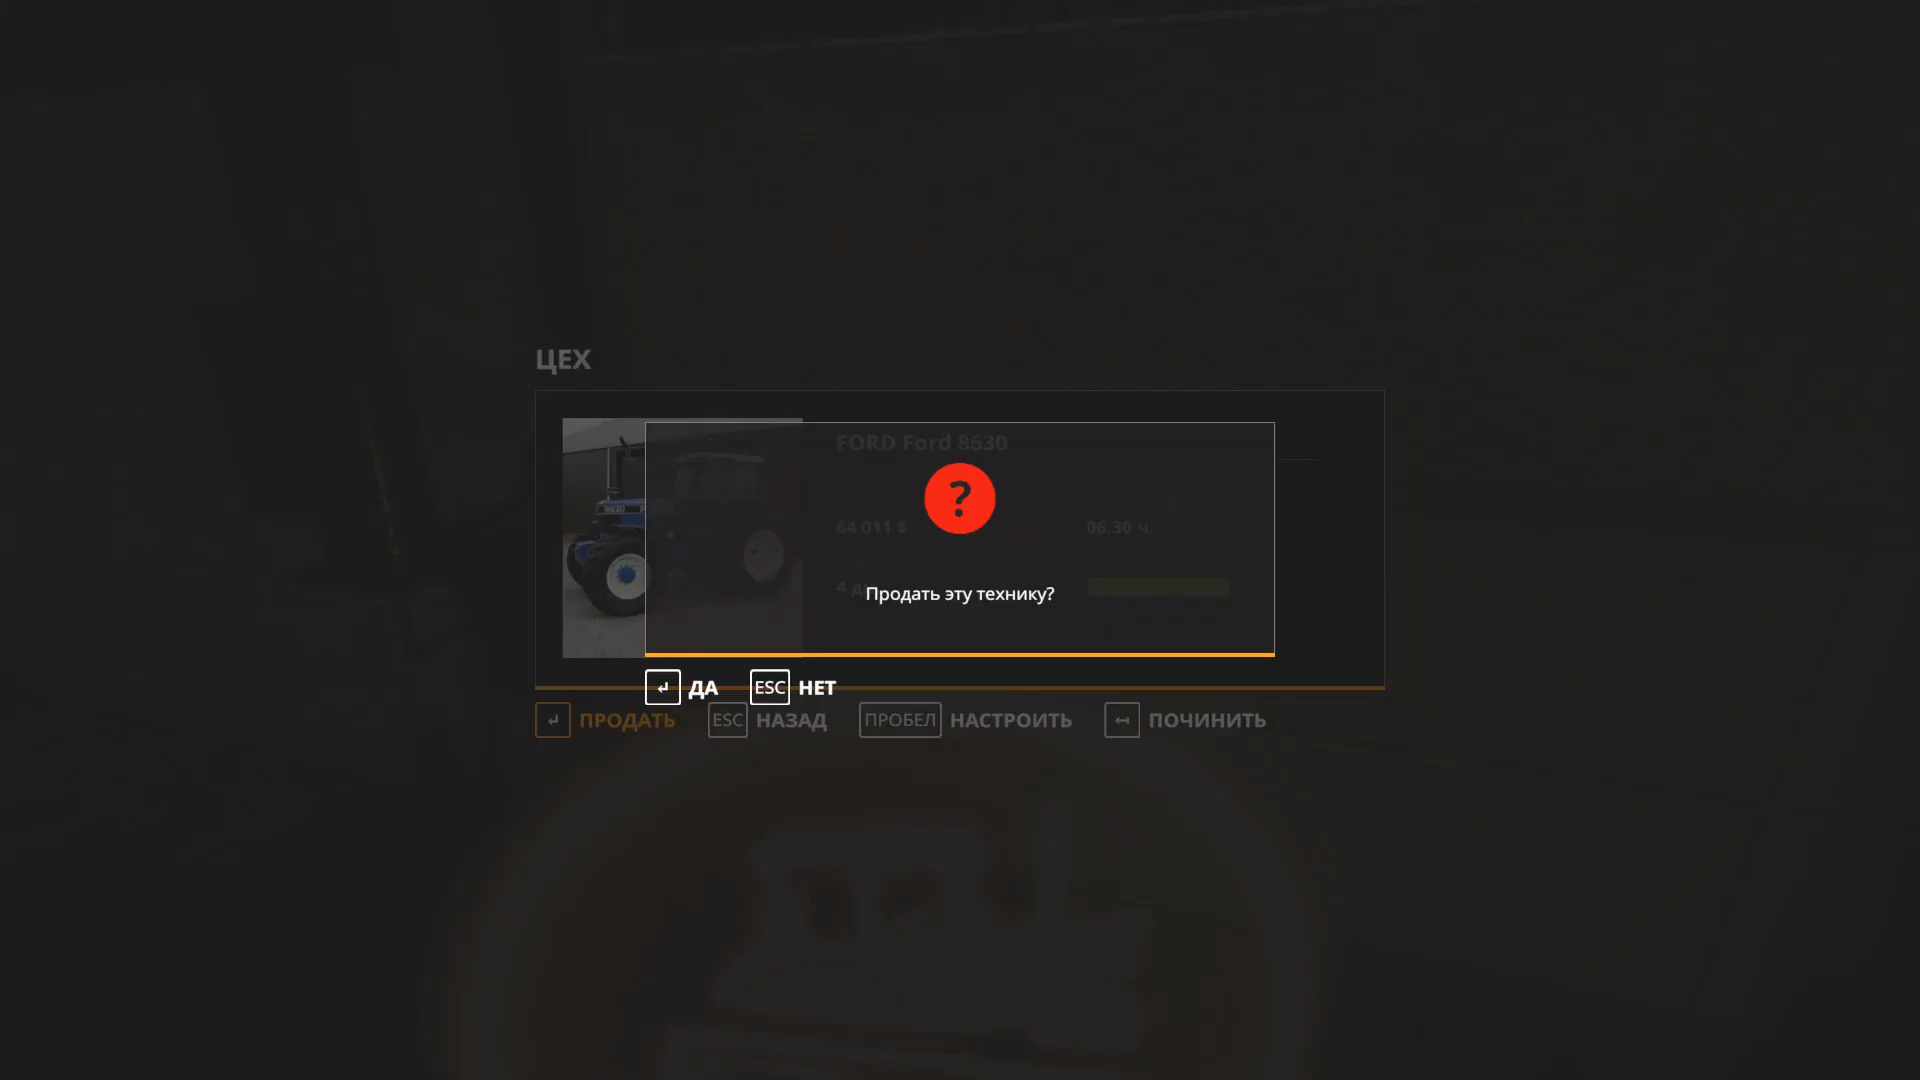 ЦЕХ
FORD Ford 8630
?
64 011 $ 06.30 ч.
Продать эту технику?
↵ ДА ESC НЕТ
↵ ПРОДАТЬ ESC НАЗАД ПРОБЕЛ НАСТРОИТЬ ↤ ПОЧИНИТЬ